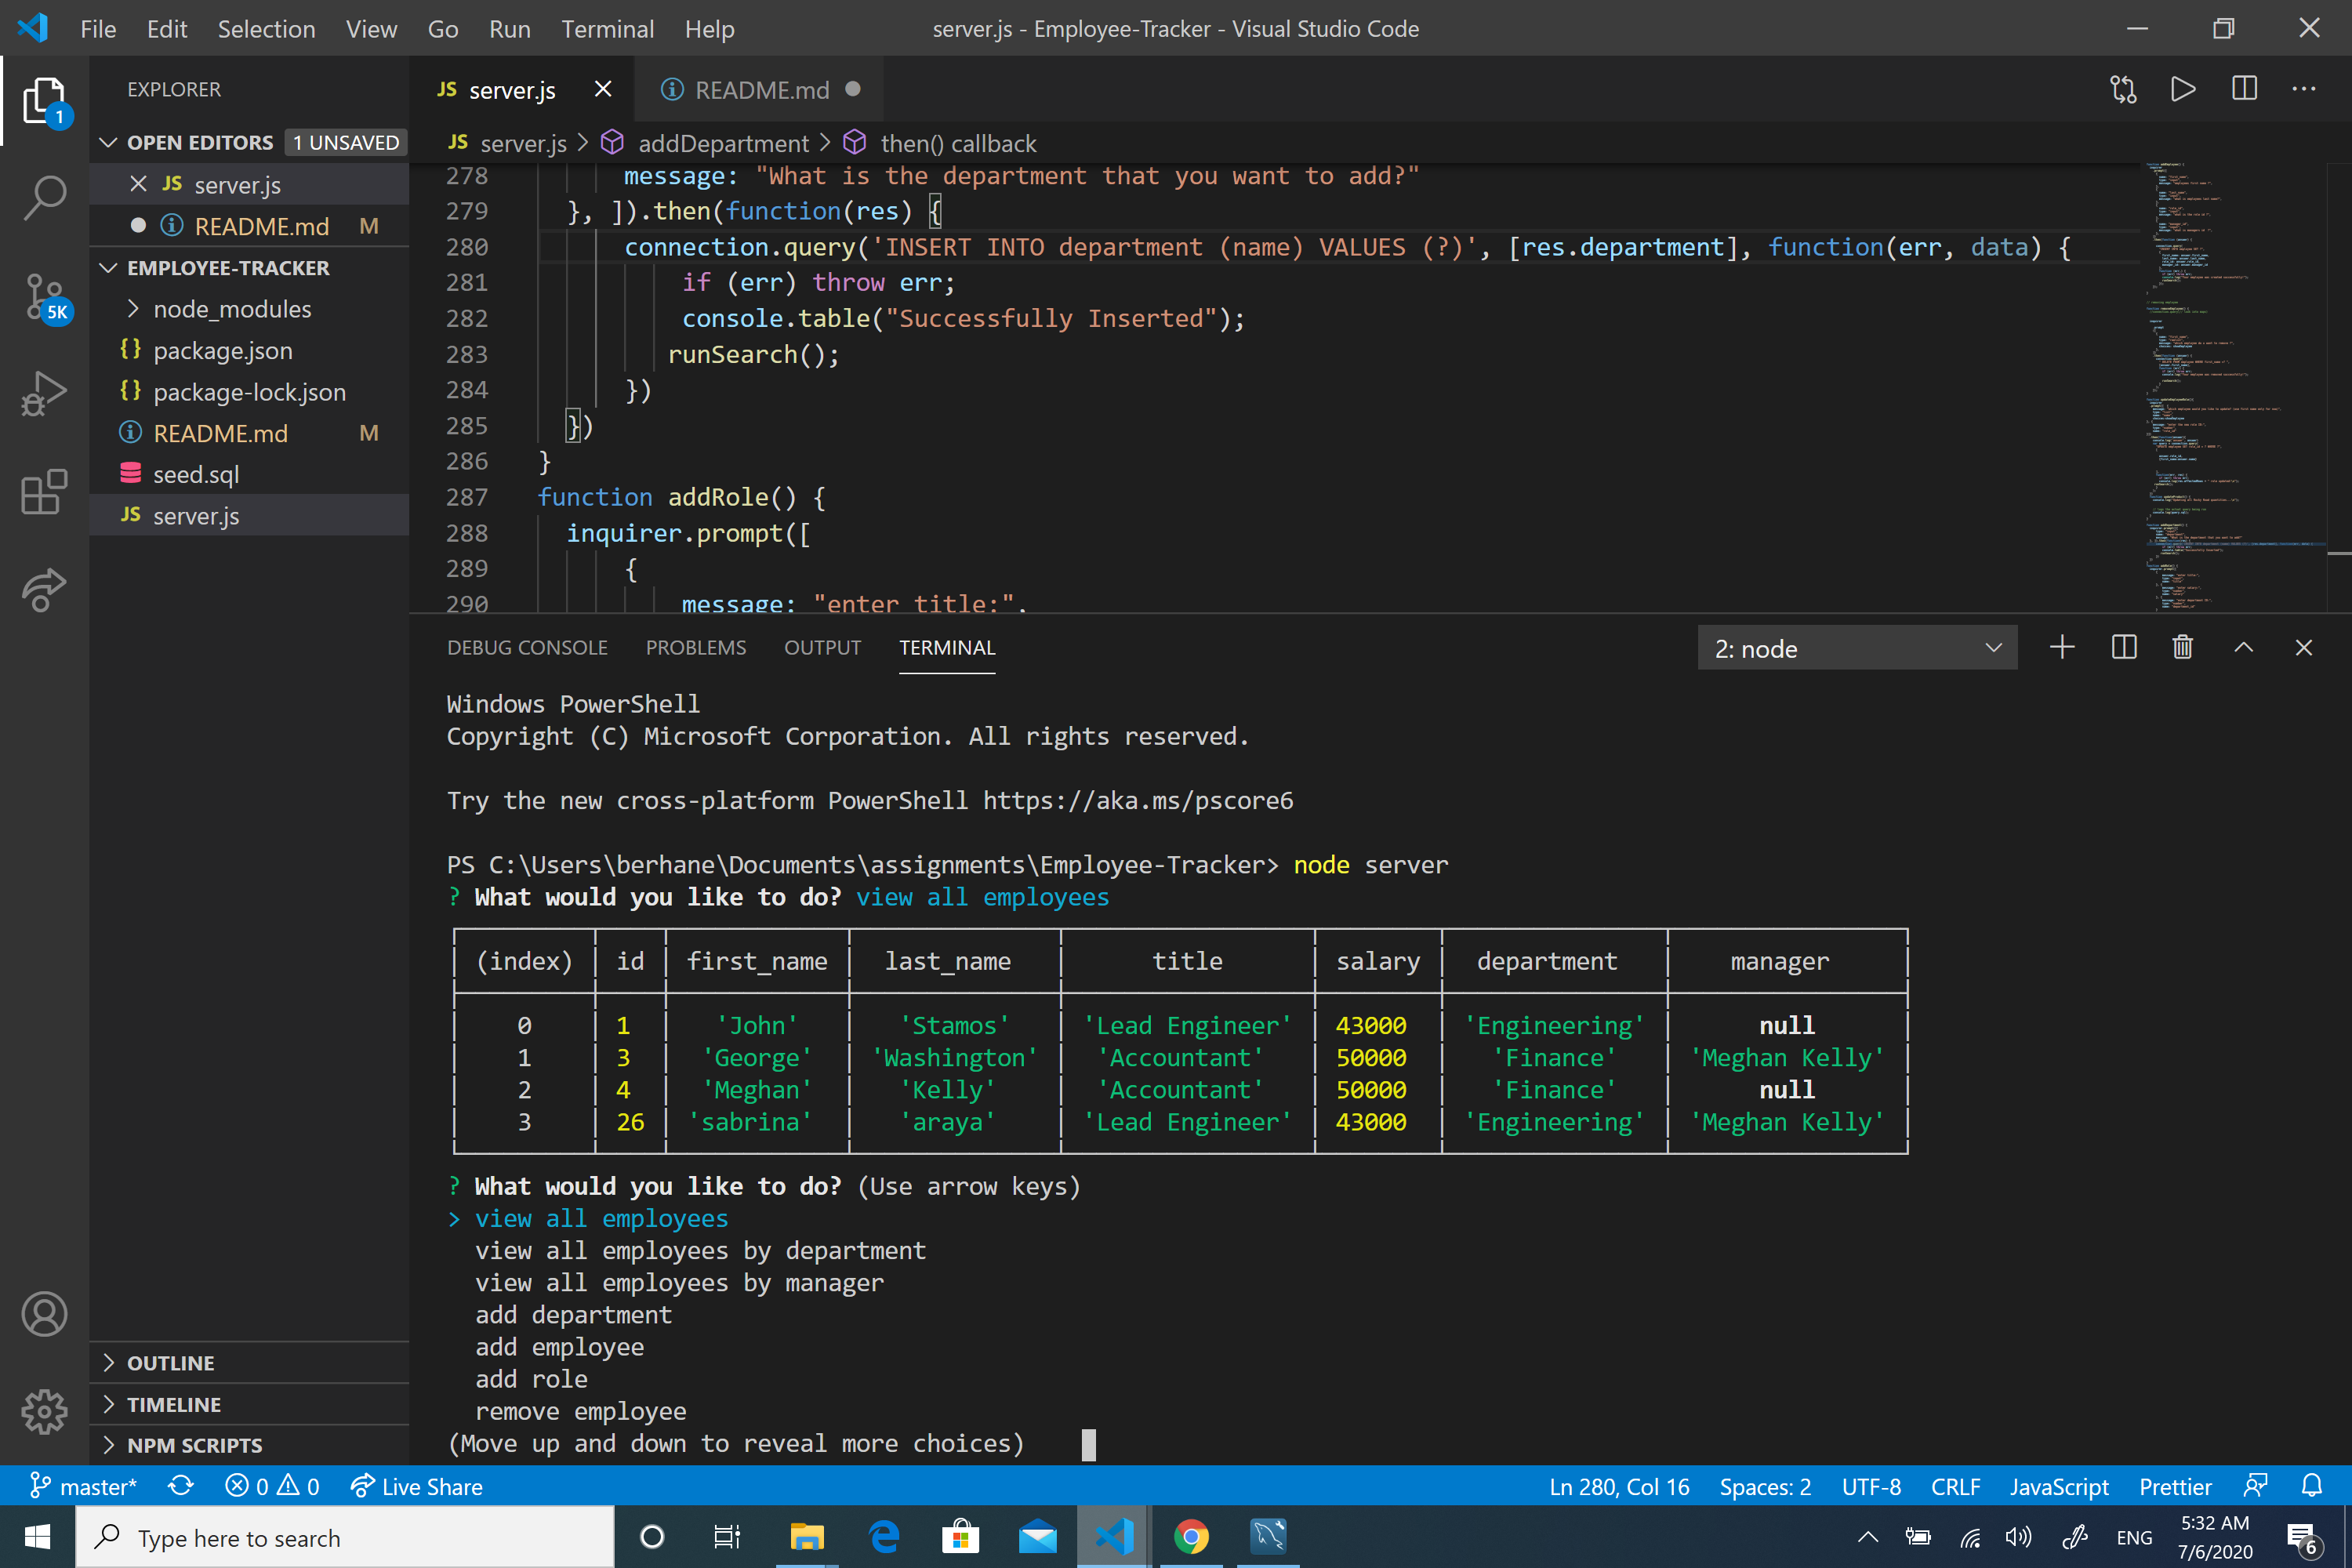 File Edit Selection View Go Run Terminal Help
server.js - Employee-Tracker - Visual Studio Code
1
5K
EXPLORER
OPEN EDITORS 1 UNSAVED
JS server.js
README.md M
EMPLOYEE-TRACKER
node_modules
{} package.json
{} package-lock.json
README.md M
seed.sql
JS server.js
OUTLINE
TIMELINE
NPM SCRIPTS
JS server.js README.md
JS server.js > addDepartment > then() callback
278 message: "What is the department that you want to add?"
279 }, ]).then(function(res) {
280 connection.query('INSERT INTO department (name) VALUES (?)', [res.department], function(err, data) {
281 if (err) throw err;
282 console.table("Successfully Inserted");
283 runSearch();
284 })
285 })
286 }
287 function addRole() {
288 inquirer.prompt([
289 {
290 message: "enter title:",
DEBUG CONSOLE PROBLEMS OUTPUT TERMINAL 2: node
Windows PowerShell
Copyright (C) Microsoft Corporation. All rights reserved.
Try the new cross-platform PowerShell https://aka.ms/pscore6
PS C:\Users\berhane\Documents\assignments\Employee-Tracker> node server
? What would you like to do? view all employees
(index) id first_name last_name title salary department manager
0 1 'John' 'Stamos' 'Lead Engineer' 43000 'Engineering' null
1 3 'George' 'Washington' 'Accountant' 50000 'Finance' 'Meghan Kelly'
2 4 'Meghan' 'Kelly' 'Accountant' 50000 'Finance' null
3 26 'sabrina' 'araya' 'Lead Engineer' 43000 'Engineering' 'Meghan Kelly'
? What would you like to do? (Use arrow keys)
> view all employees
view all employees by department
view all employees by manager
add department
add employee
add role
remove employee
(Move up and down to reveal more choices)
master* 0 0 Live Share Ln 280, Col 16 Spaces: 2 UTF-8 CRLF JavaScript Prettier
Type here to search
ENG
5:32 AM
7/6/2020
6